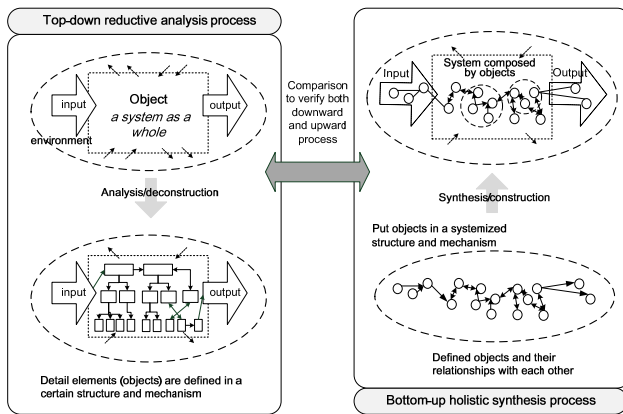 Top-down reductive analysis process
input
Object
a system as a
whole
output
environment
Analysis/deconstruction
input
output
Detail elements (objects) are defined in a
certain structure and mechanism
Comparison
to verify both
downward
and upward
process
Input
System composed
by objects
Output
Synthesis/construction
Put objects in a systemized
structure and mechanism
Defined objects and their
relationships with each other
Bottom-up holistic synthesis process